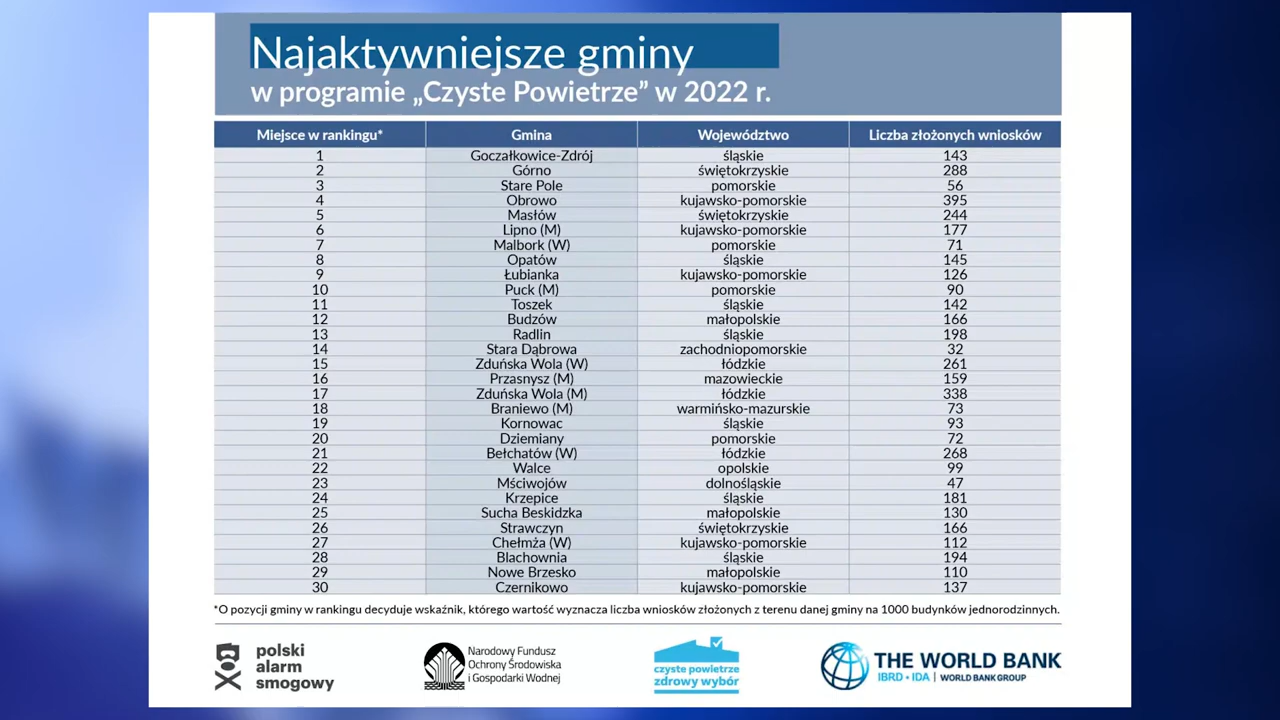 Najaktywniejsze gminy
w programie „Czyste Powietrze” w 2022 r.
Miejsce w rankingu* Gmina Województwo Liczba złożonych wniosków
1 Goczałkowice-Zdrój śląskie 143
2 Górno świętokrzyskie 288
3 Stare Pole pomorskie 56
4 Obrowo kujawsko-pomorskie 395
5 Masłów świętokrzyskie 244
6 Lipno (M) kujawsko-pomorskie 177
7 Malbork (W) pomorskie 71
8 Opatów śląskie 145
9 Łubianka kujawsko-pomorskie 126
10 Puck (M) pomorskie 90
11 Toszek śląskie 142
12 Budzów małopolskie 166
13 Radlin śląskie 198
14 Stara Dąbrowa zachodniopomorskie 32
15 Zduńska Wola (W) łódzkie 261
16 Przasnysz (M) mazowieckie 159
17 Zduńska Wola (M) łódzkie 338
18 Braniewo (M) warmińsko-mazurskie 73
19 Kornowac śląskie 93
20 Dziemiany pomorskie 72
21 Bełchatów (W) łódzkie 268
22 Walce opolskie 99
23 Mściwojów dolnośląskie 47
24 Krzepice śląskie 181
25 Sucha Beskidzka małopolskie 130
26 Strawczyn świętokrzyskie 166
27 Chełmża (W) kujawsko-pomorskie 112
28 Blachownia śląskie 194
29 Nowe Brzesko małopolskie 110
30 Czernikowo kujawsko-pomorskie 137
*O pozycji gminy w rankingu decyduje wskaźnik, którego wartość wyznacza liczba wniosków złożonych z terenu danej gminy na 1000 budynków jednorodzinnych.
polski
alarm
smogowy
Narodowy Fundusz
Ochrony Środowiska
i Gospodarki Wodnej
czyste powietrze
zdrowy wybór
THE WORLD BANK
IBRD • IDA | WORLD BANK GROUP